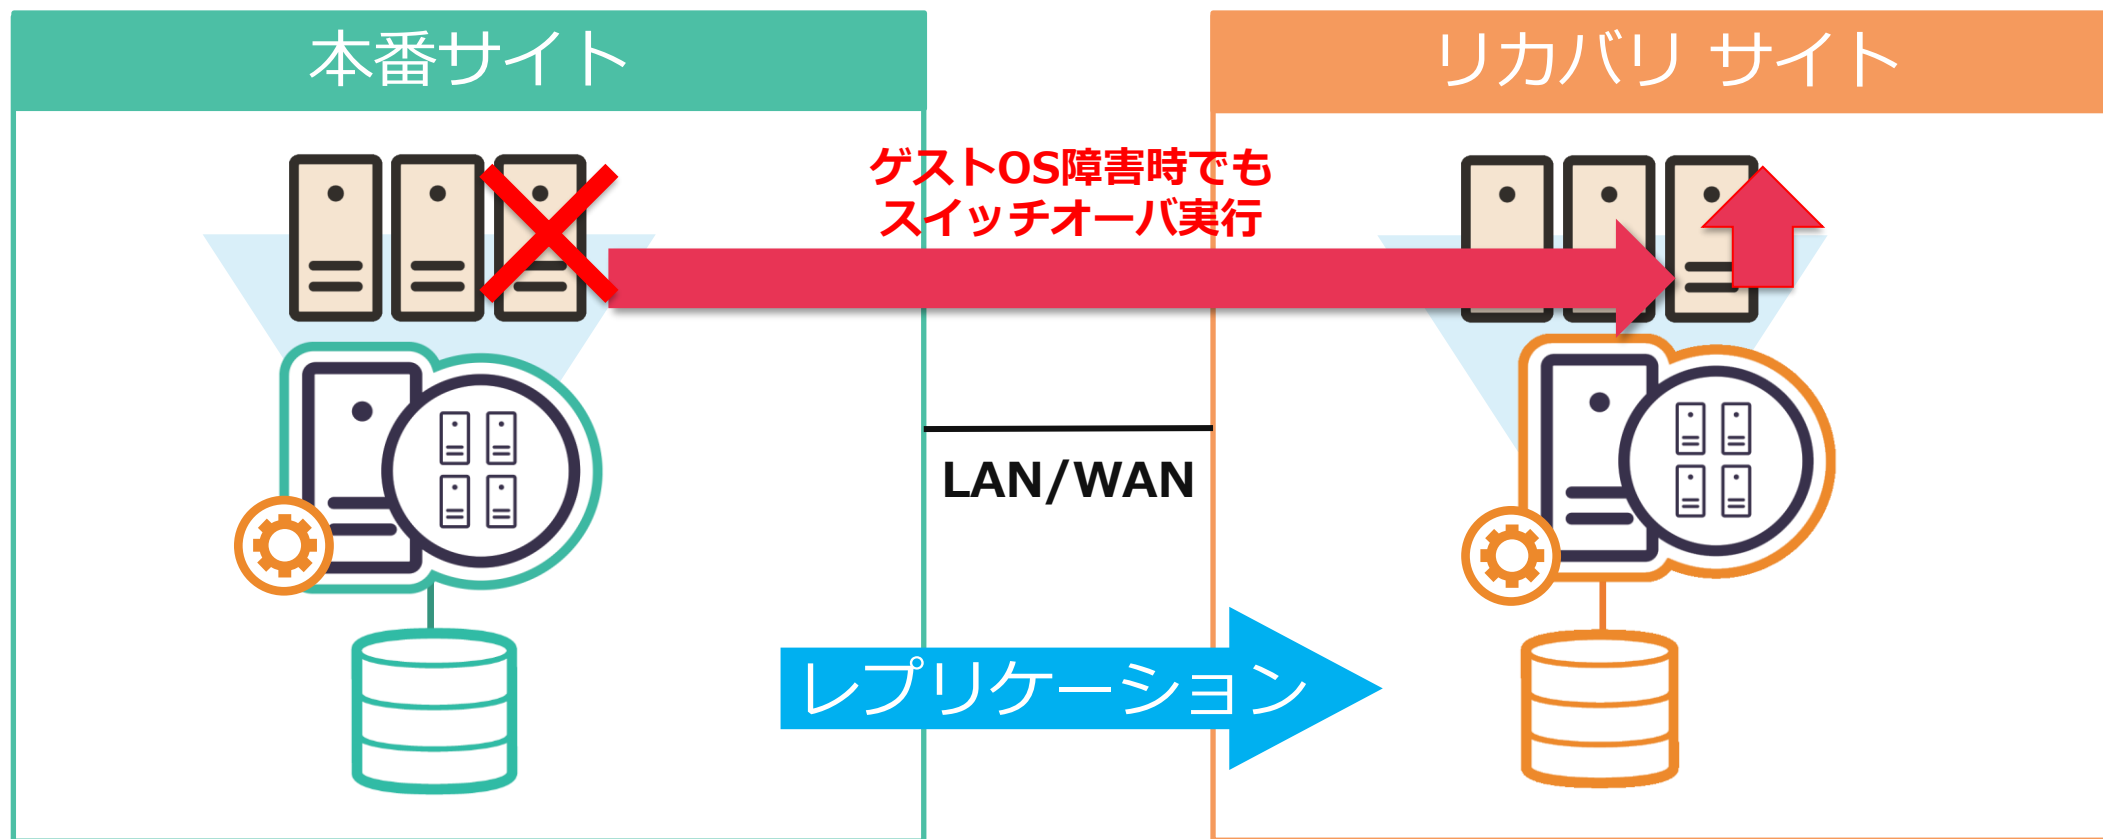 本番サイト
リカバリ サイト
ゲストOS障害時でも
スイッチオーバ実行
LAN/WAN
レプリケーション